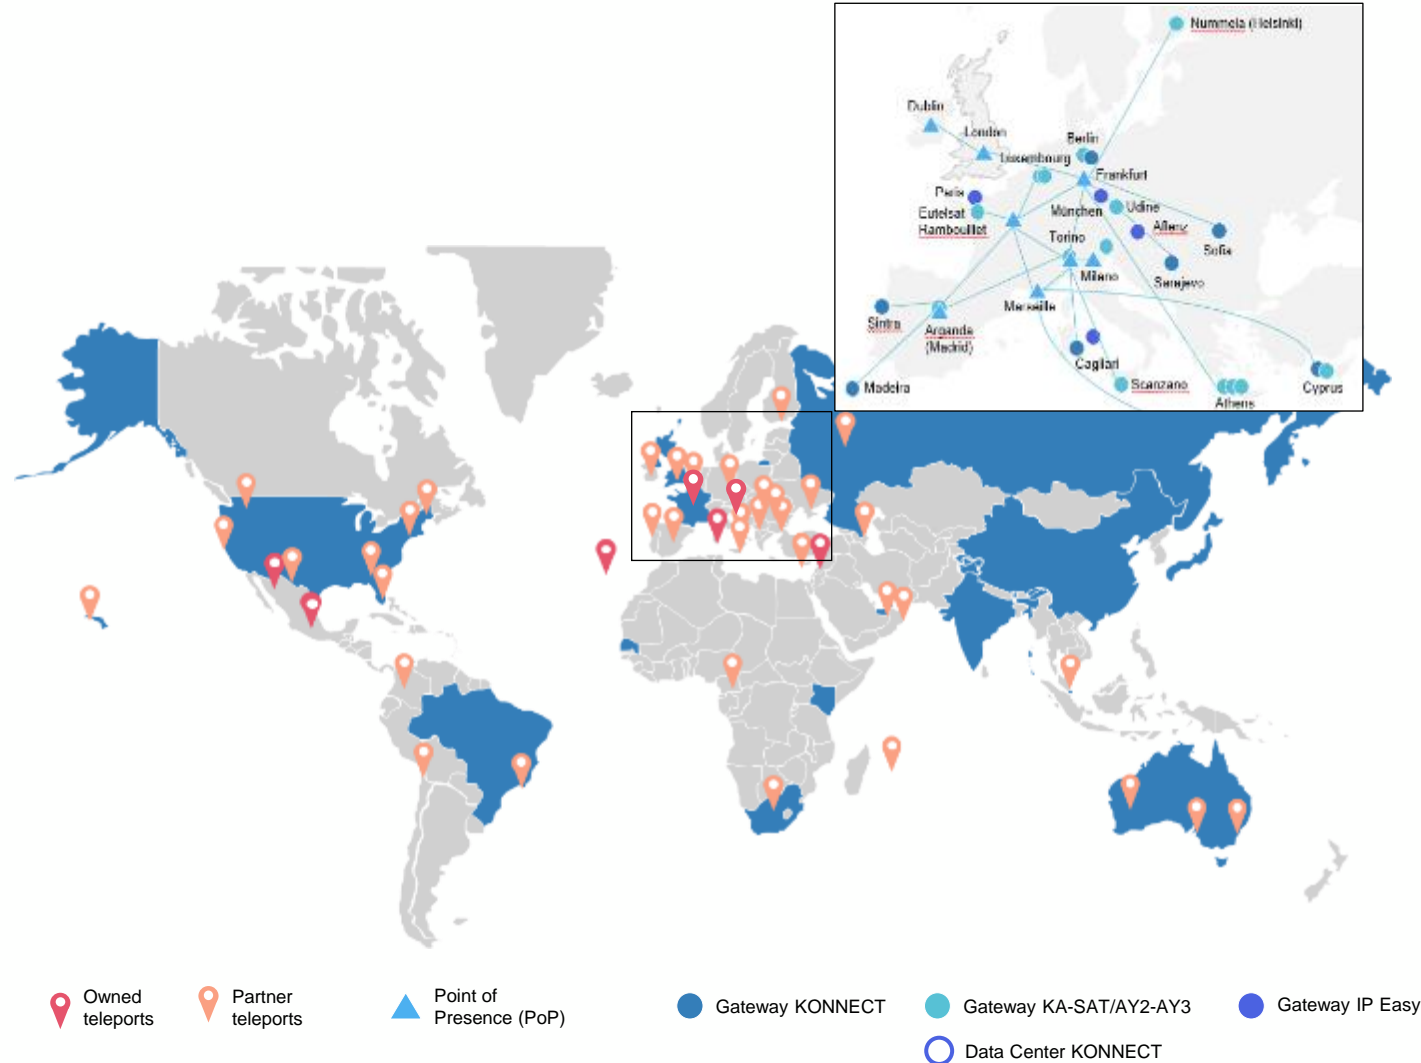 Nummela (Helsinki)
Dublin
London
Berlin
Luxembourg
Frankfurt
Paris
Eutelsat
Rambouillet
München
Udine
Aflenz
Torino
Sofia
Milano
Sarajevo
Marseille
Sintra
Arganda
(Madrid)
Cagliari
Madeira
Scanzano
Cyprus
Athens
Owned
teleports
Partner
teleports
Point of
Presence (PoP)
Gateway KONNECT
Gateway KA-SAT/AY2-AY3
Gateway IP Easy
Data Center KONNECT